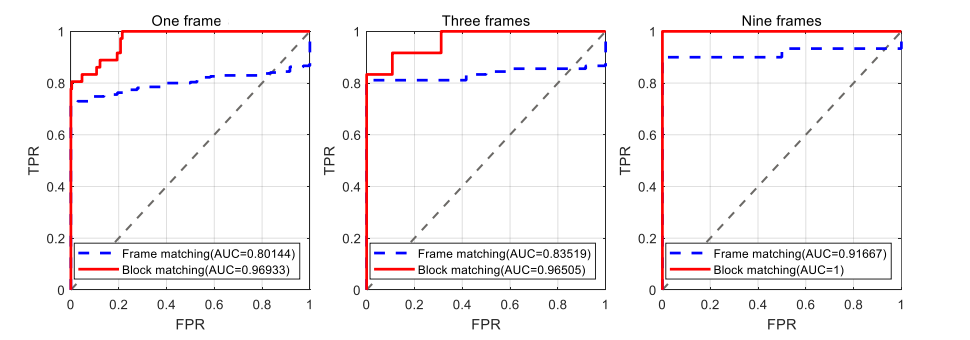 One frame
1
0.8
0.6
0.4
0.2
0
TPR
0 0.2 0.4 0.6 0.8 1
FPR
Frame matching(AUC=0.80144)
Block matching(AUC=0.96933)
Three frames
1
0.8
0.6
0.4
0.2
0
TPR
0 0.2 0.4 0.6 0.8 1
FPR
Frame matching(AUC=0.83519)
Block matching(AUC=0.96505)
Nine frames
1
0.8
0.6
0.4
0.2
0
TPR
0 0.2 0.4 0.6 0.8 1
FPR
Frame matching(AUC=0.91667)
Block matching(AUC=1)